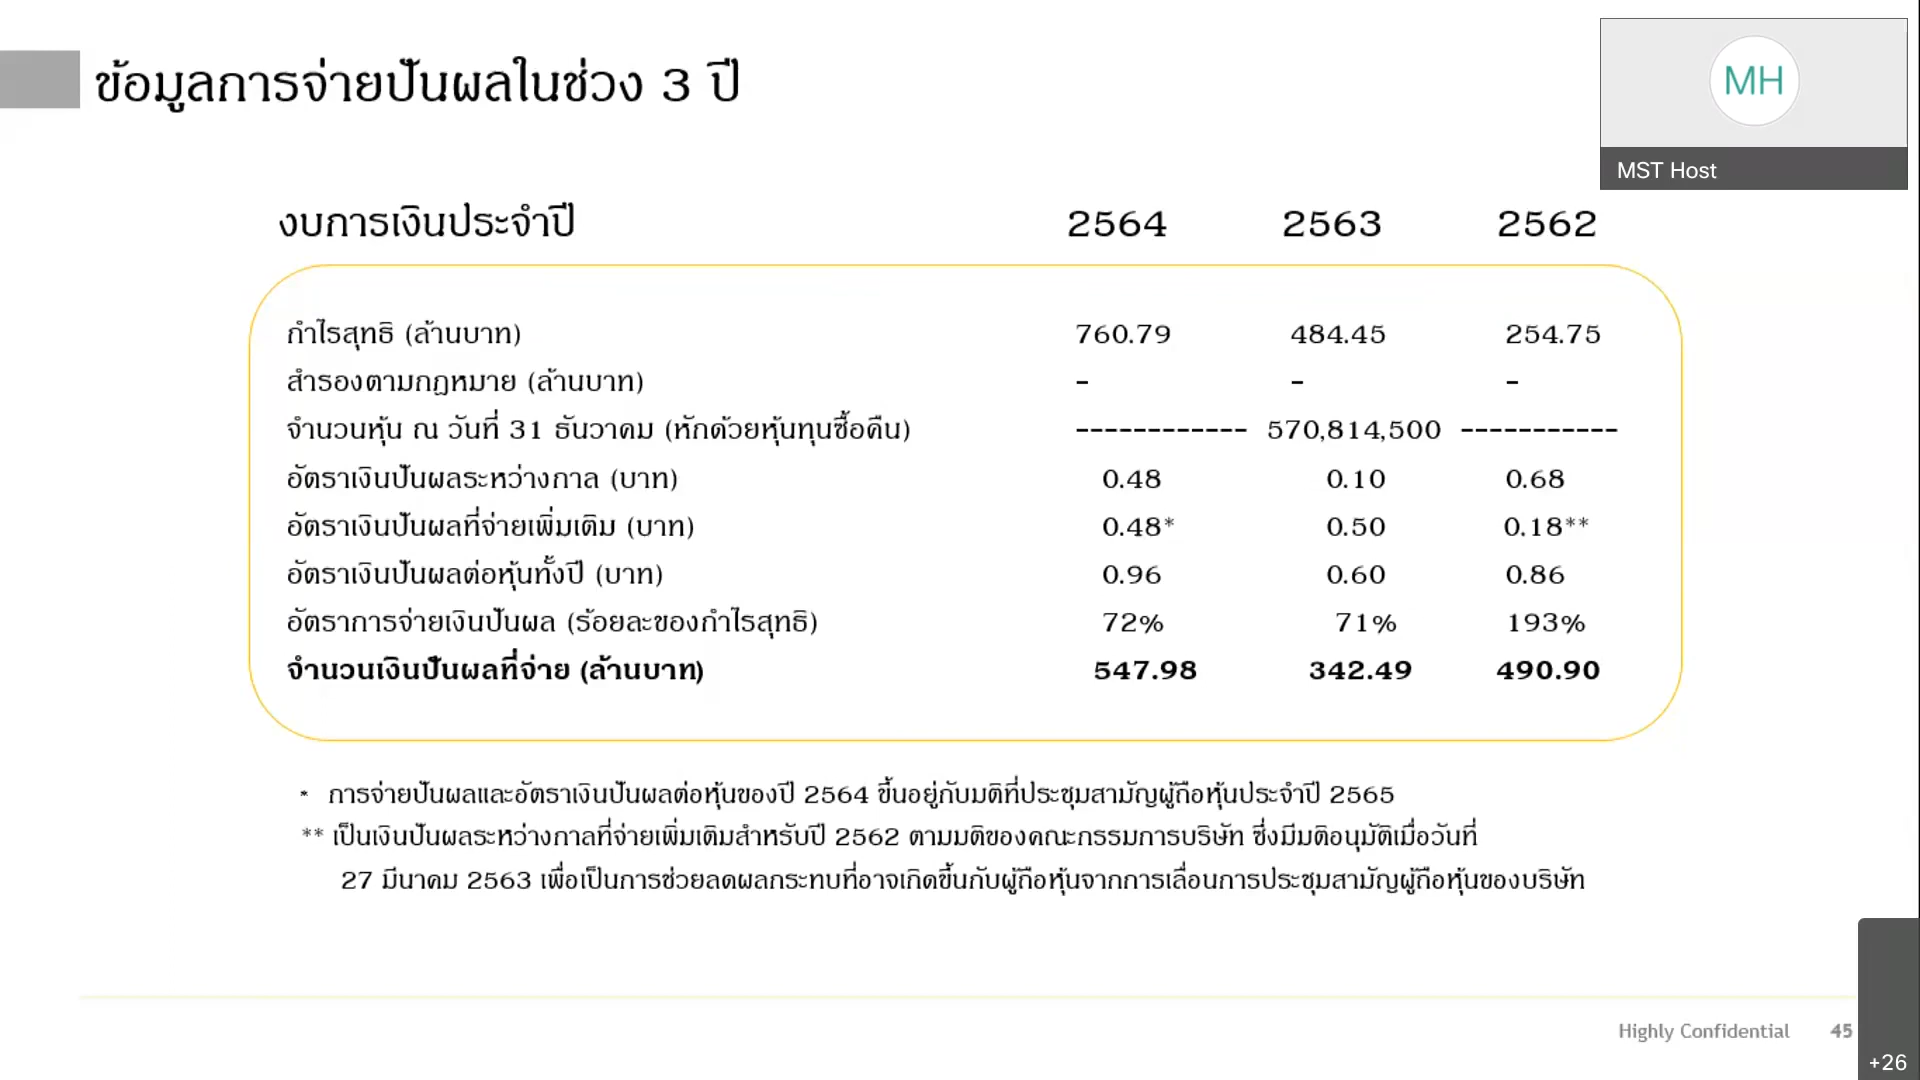 ข้อมูลการจ่ายปันผลในช่วง 3 ปี
MH
MST Host
งบการเงินประจำปี 2564 2563 2562
กำไรสุทธิ (ล้านบาท) 760.79 484.45 254.75
สำรองตามกฎหมาย (ล้านบาท) - - -
จำนวนหุ้น ณ วันที่ 31 ธันวาคม (หักด้วยหุ้นทุนซื้อคืน) ------------ 570,814,500 -----------
อัตราเงินปันผลระหว่างกาล (บาท) 0.48 0.10 0.68
อัตราเงินปันผลที่จ่ายเพิ่มเติม (บาท) 0.48* 0.50 0.18**
อัตราเงินปันผลต่อหุ้นทั้งปี (บาท) 0.96 0.60 0.86
อัตราการจ่ายเงินปันผล (ร้อยละของกำไรสุทธิ) 72% 71% 193%
จำนวนเงินปันผลที่จ่าย (ล้านบาท) 547.98 342.49 490.90
* การจ่ายปันผลและอัตราเงินปันผลต่อหุ้นของปี 2564 ขึ้นอยู่กับมติที่ประชุมสามัญผู้ถือหุ้นประจำปี 2565
** เป็นเงินปันผลระหว่างกาลที่จ่ายเพิ่มเติมสำหรับปี 2562 ตามมติของคณะกรรมการบริษัท ซึ่งมีมติอนุมัติเมื่อวันที่
27 มีนาคม 2563 เพื่อเป็นการช่วยลดผลกระทบที่อาจเกิดขึ้นกับผู้ถือหุ้นจากการเลื่อนการประชุมสามัญผู้ถือหุ้นของบริษัท
Highly Confidential 45
+26